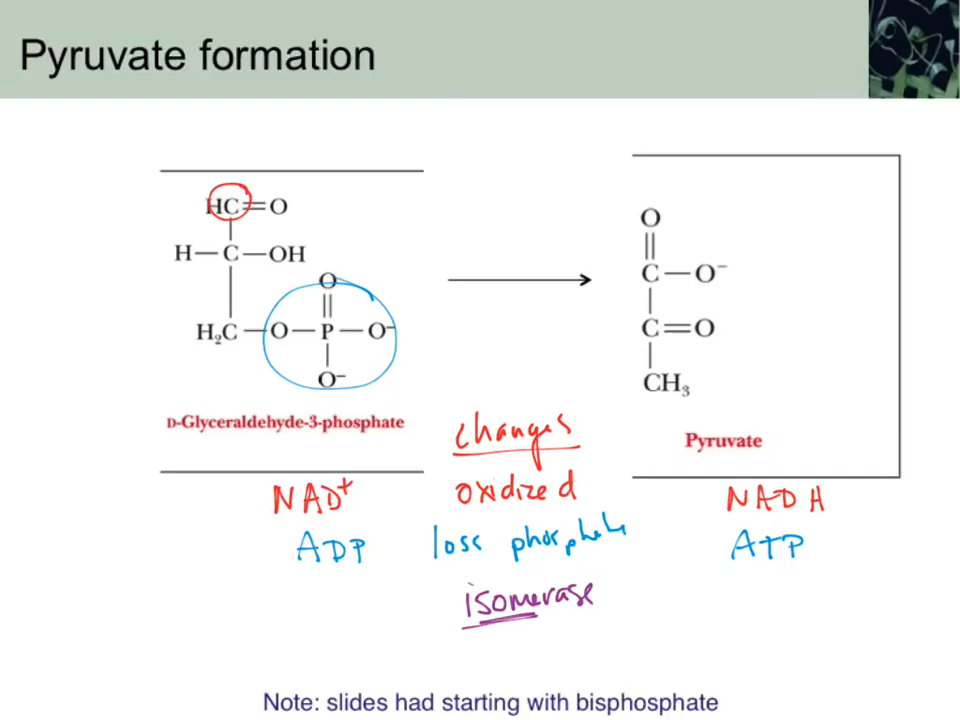 Pyruvate formation
HC=O
H—C—OH
O
H₂C—O—P—O⁻
O⁻
D-Glyceraldehyde-3-phosphate
O
C—O⁻
C=O
CH₃
Pyruvate
changes
NAD⁺ oxidized NADH
ADP loss phosphate ATP
isomerase
Note: slides had starting with bisphosphate